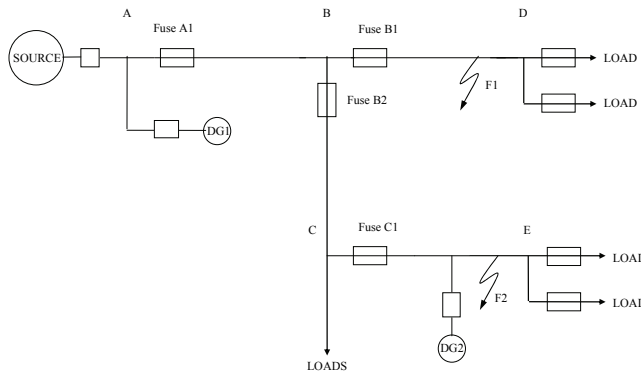 A B D
Fuse A1 Fuse B1
SOURCE LOAD
F1
Fuse B2 LOAD
DG1
C Fuse C1 E
LOAI
F2 LOAI
DG2
LOADS